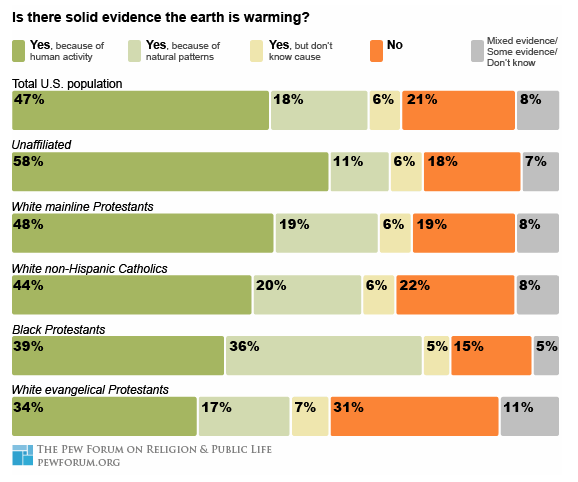 Is there solid evidence the earth is warming?
Yes, because of
human activity
Yes, because of
natural patterns
Yes, but don't
know cause
No
Mixed evidence/
Some evidence/
Don't know
Total U.S. population
47% 18% 6% 21% 8%
Unaffiliated
58% 11% 6% 18% 7%
White mainline Protestants
48% 19% 6% 19% 8%
White non-Hispanic Catholics
44% 20% 6% 22% 8%
Black Protestants
39% 36% 5% 15% 5%
White evangelical Protestants
34% 17% 7% 31% 11%
The Pew Forum on Religion & Public Life
pewforum.org